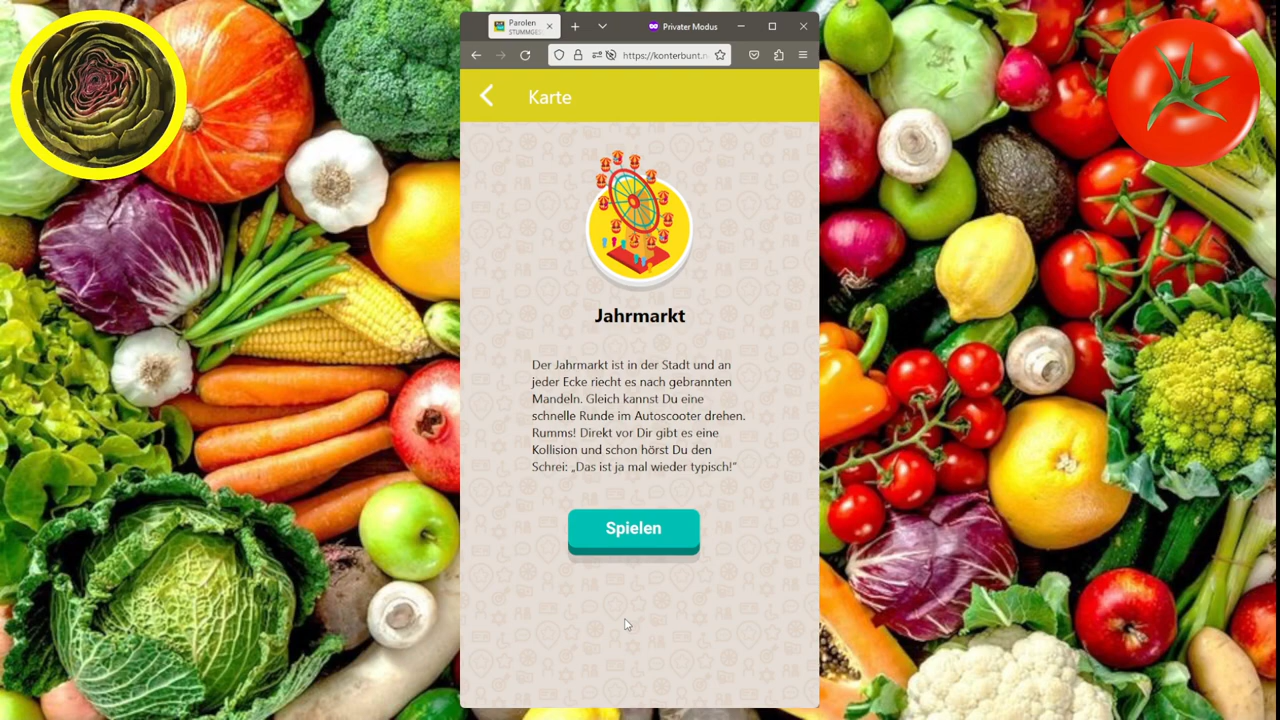 Parolen
STUMMGES
Privater Modus
https://konterbunt.
Karte
Jahrmarkt
Der Jahrmarkt ist in der Stadt und an
jeder Ecke riecht es nach gebrannten
Mandeln. Gleich kannst Du eine
schnelle Runde im Autoscooter drehen.
Rumms! Direkt vor Dir gibt es eine
Kollision und schon hörst Du den
Schrei: „Das ist ja mal wieder typisch!“
Spielen